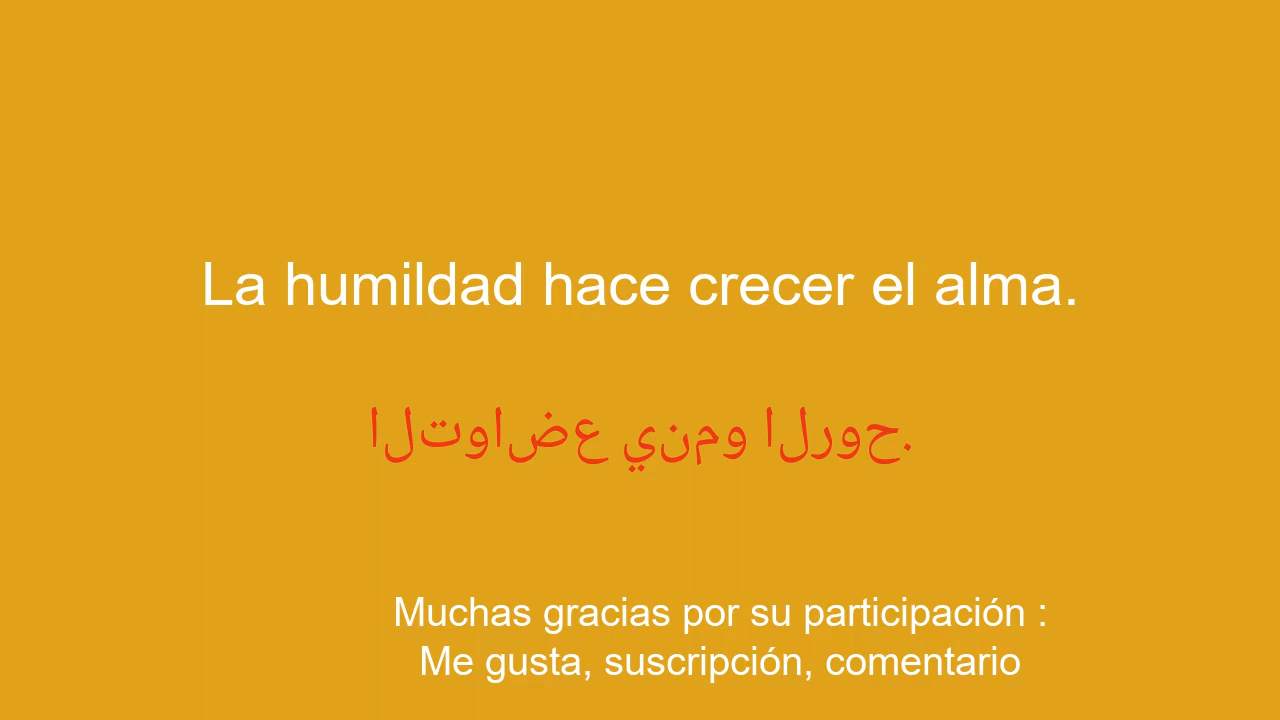 La humildad hace crecer el alma.
التواضع ينمو الروح.
Muchas gracias por su participación :
Me gusta, suscripción, comentario